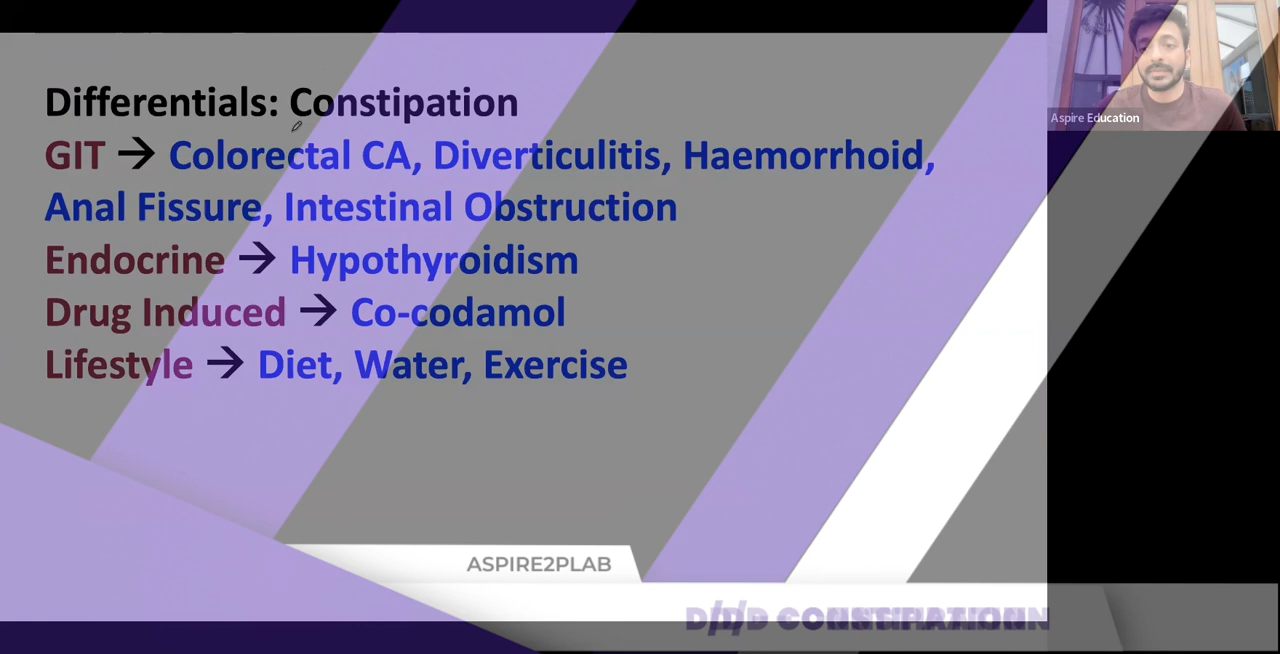 Differentials: Constipation
GIT → Colorectal CA, Diverticulitis, Haemorrhoid,
Anal Fissure, Intestinal Obstruction
Endocrine → Hypothyroidism
Drug Induced → Co-codamol
Lifestyle → Diet, Water, Exercise
Aspire Education
ASPIRE2PLAB
CONSTIPATION